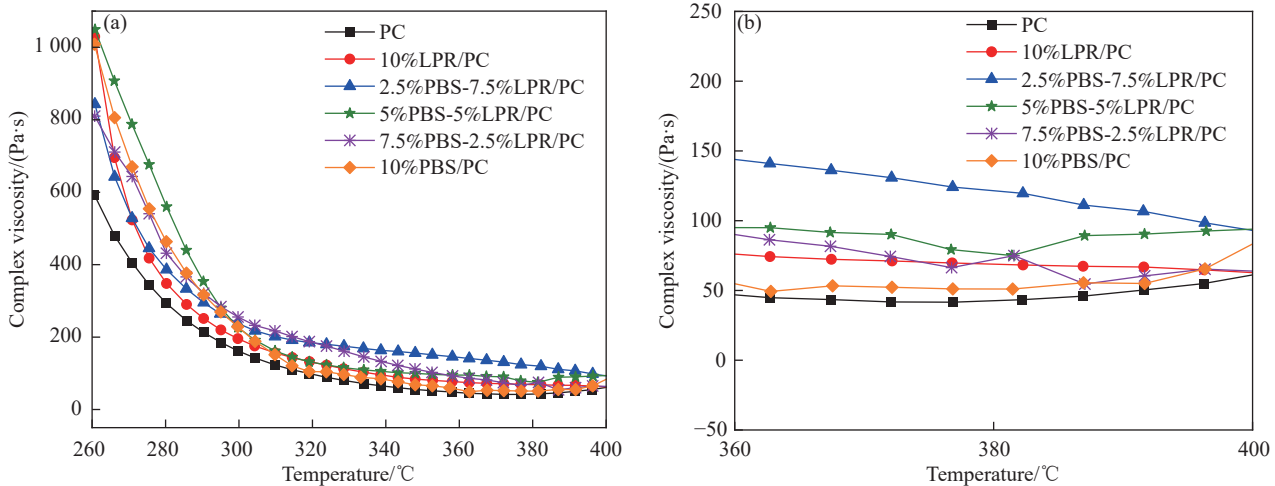 (a)
PC
10%LPR/PC
2.5%PBS-7.5%LPR/PC
5%PBS-5%LPR/PC
7.5%PBS-2.5%LPR/PC
10%PBS/PC
Complex viscosity/(Pa·s)
1 000
800
600
400
200
0
260 280 300 320 340 360 380 400
Temperature/℃
(b)
PC
10%LPR/PC
2.5%PBS-7.5%LPR/PC
5%PBS-5%LPR/PC
7.5%PBS-2.5%LPR/PC
10%PBS/PC
Complex viscosity/(Pa·s)
250
200
150
100
50
0
−50
360 380 400
Temperature/℃